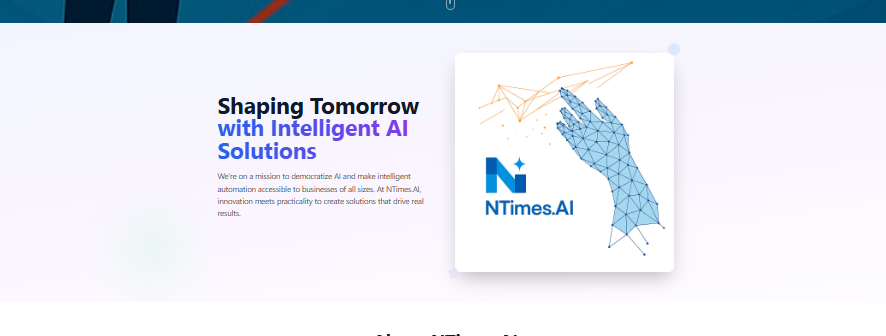 Shaping Tomorrow
with Intelligent AI
Solutions
We're on a mission to democratize AI and make intelligent
automation accessible to businesses of all sizes. At NTimes.AI,
innovation meets practicality to create solutions that drive real
results.
NTimes.AI